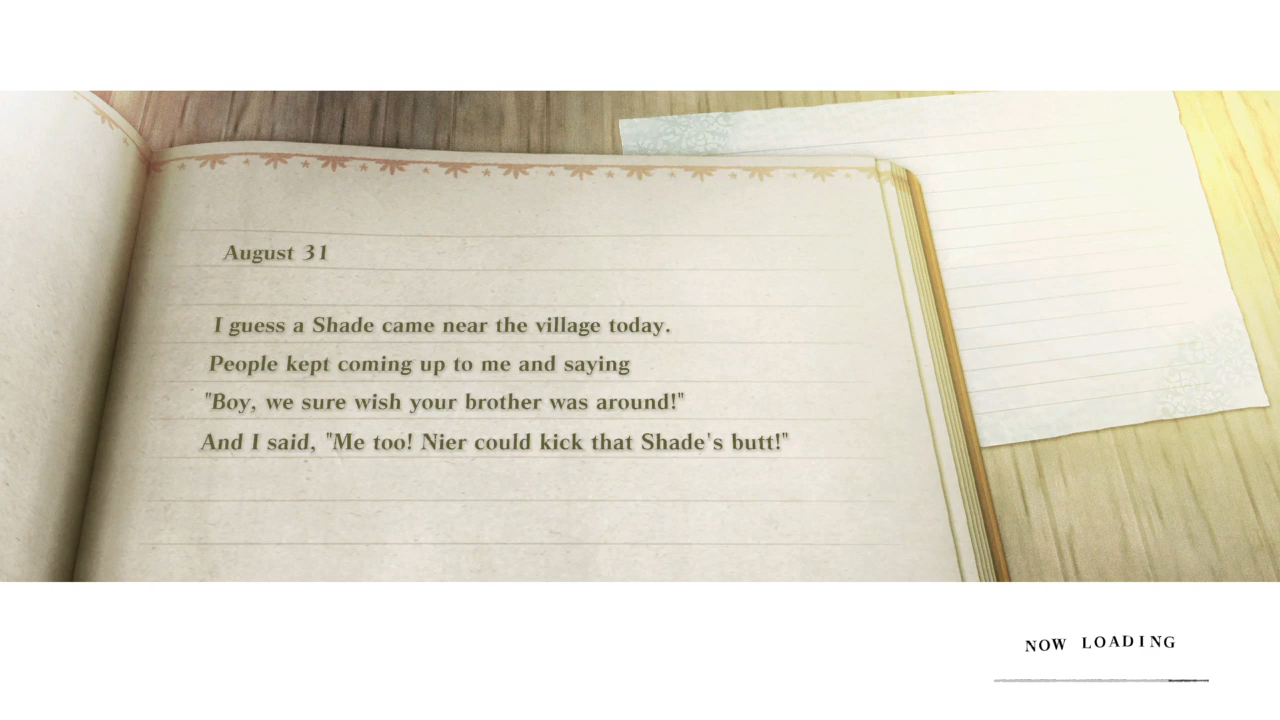 August 31
I guess a Shade came near the village today.
People kept coming up to me and saying
"Boy, we sure wish your brother was around!"
And I said, "Me too! Nier could kick that Shade's butt!"
NOW LOADING